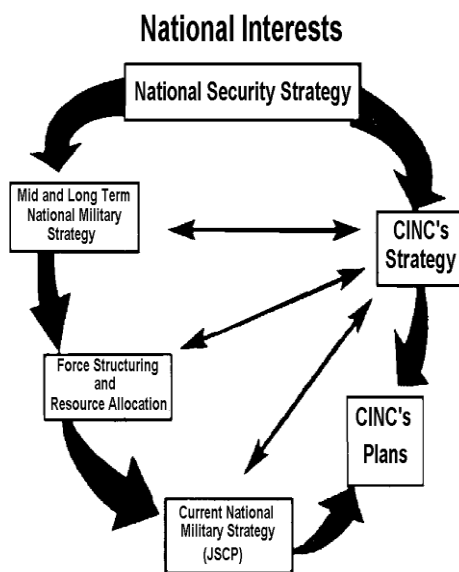 National Interests
National Security Strategy
Mid and Long Term
National Military
Strategy
CINC's
Strategy
Force Structuring
and
Resource Allocation
CINC's
Plans
Current National
Military Strategy
(JSCP)